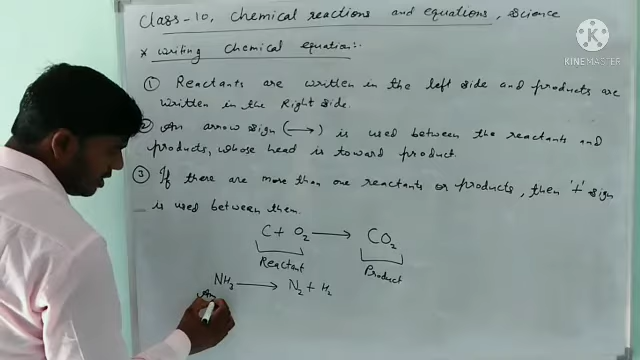 Class-10, Chemical reactions and equations, Science
* Writing Chemical equation:-
① Reactants are written in the left side and products are
written in the Right side.
② An arrow sign (⟶) is used between the reactants and
products, whose head is toward product.
③ If there are more than one reactants or products, then '+' sign
is used between them.
C + O₂ ⟶ CO₂
Reactant Product
NH₃ ⟶ N₂ + H₂
Am
KINEMASTER